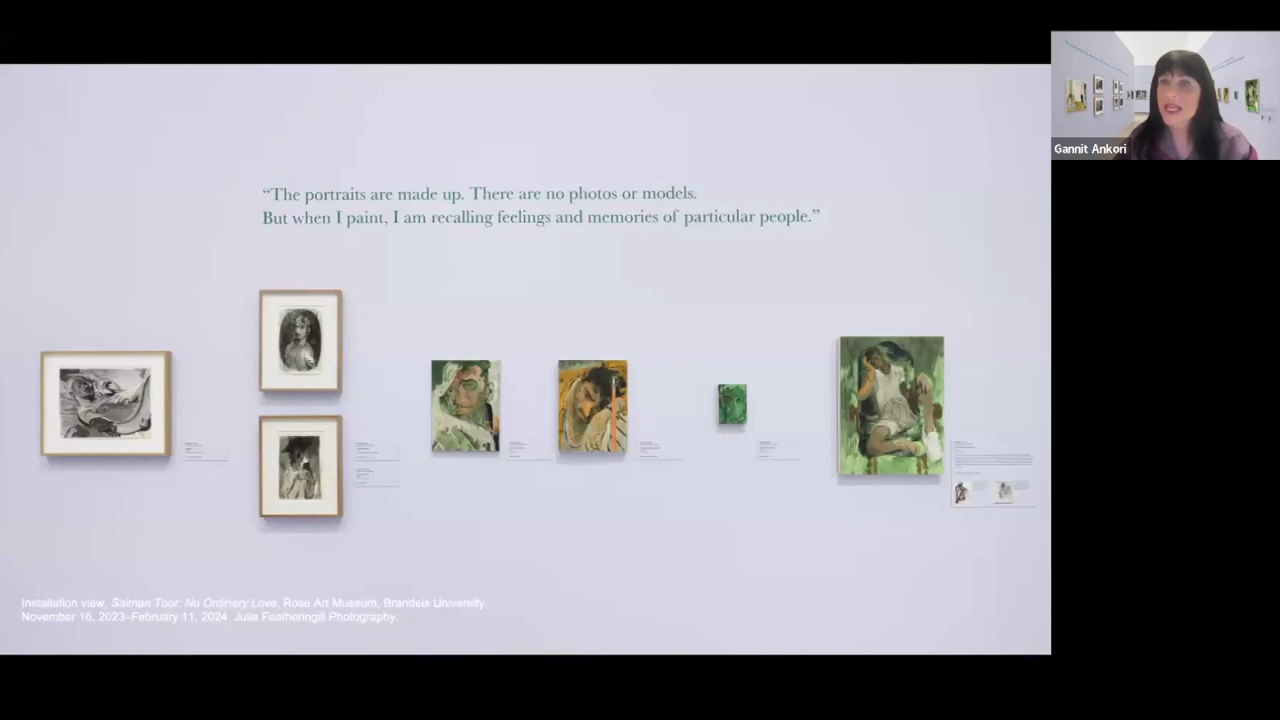 “The portraits are made up. There are no photos or models.
But when I paint, I am recalling feelings and memories of particular people.”
Installation view, Salman Toor: No Ordinary Love, Rose Art Museum, Brandeis University,
November 16, 2023–February 11, 2024. Julia Featheringill Photography.
Gannit Ankori